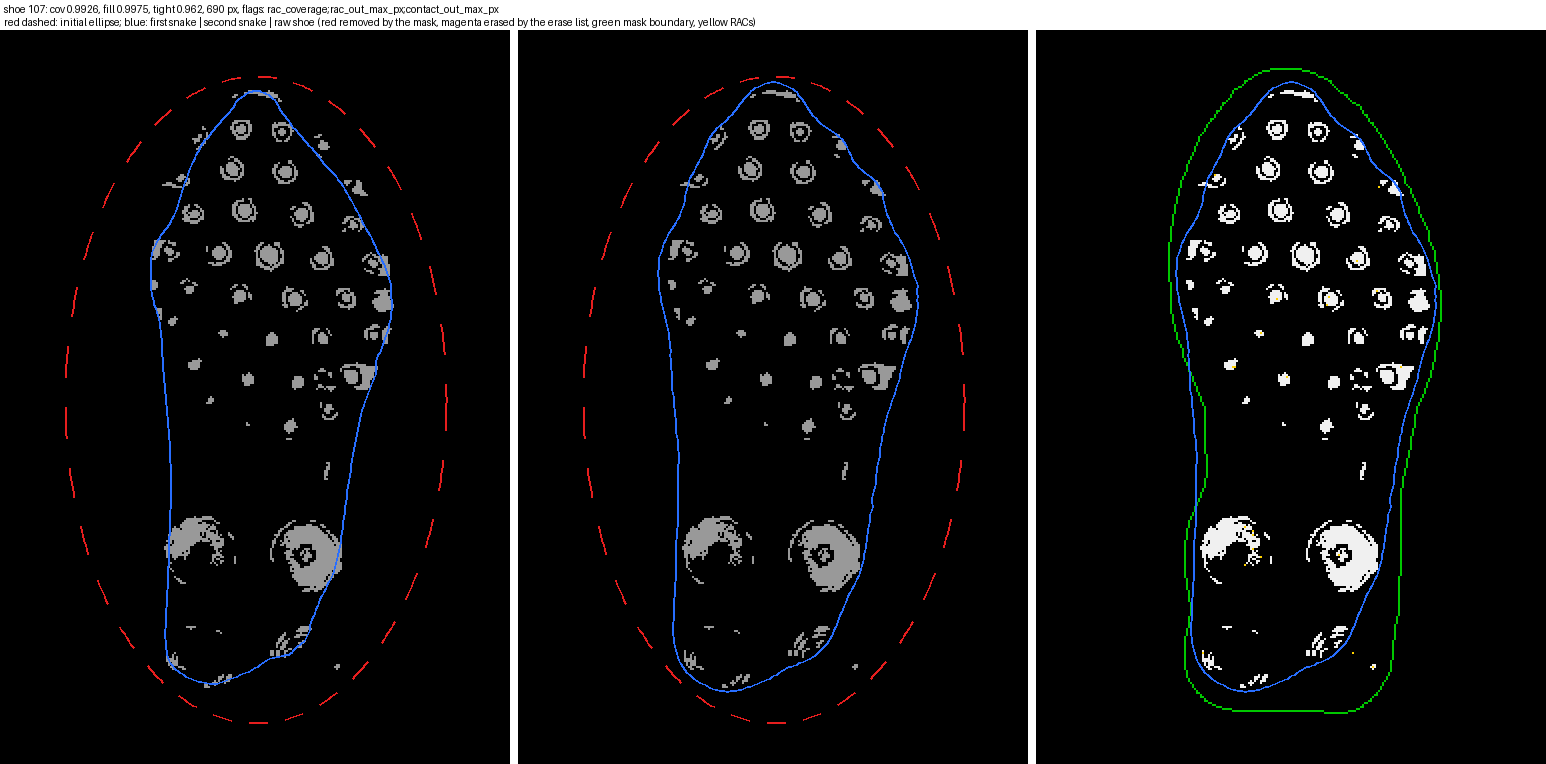 shoe 107: cov 0.9926, fill 0.9975, tight 0.962, 690 px, flags: rac_coverage;rac_out_max_px;contact_out_max_px
red dashed: initial ellipse; blue: first snake | second snake | raw shoe (red removed by the mask, magenta erased by the erase list, green mask boundary, yellow RACs)